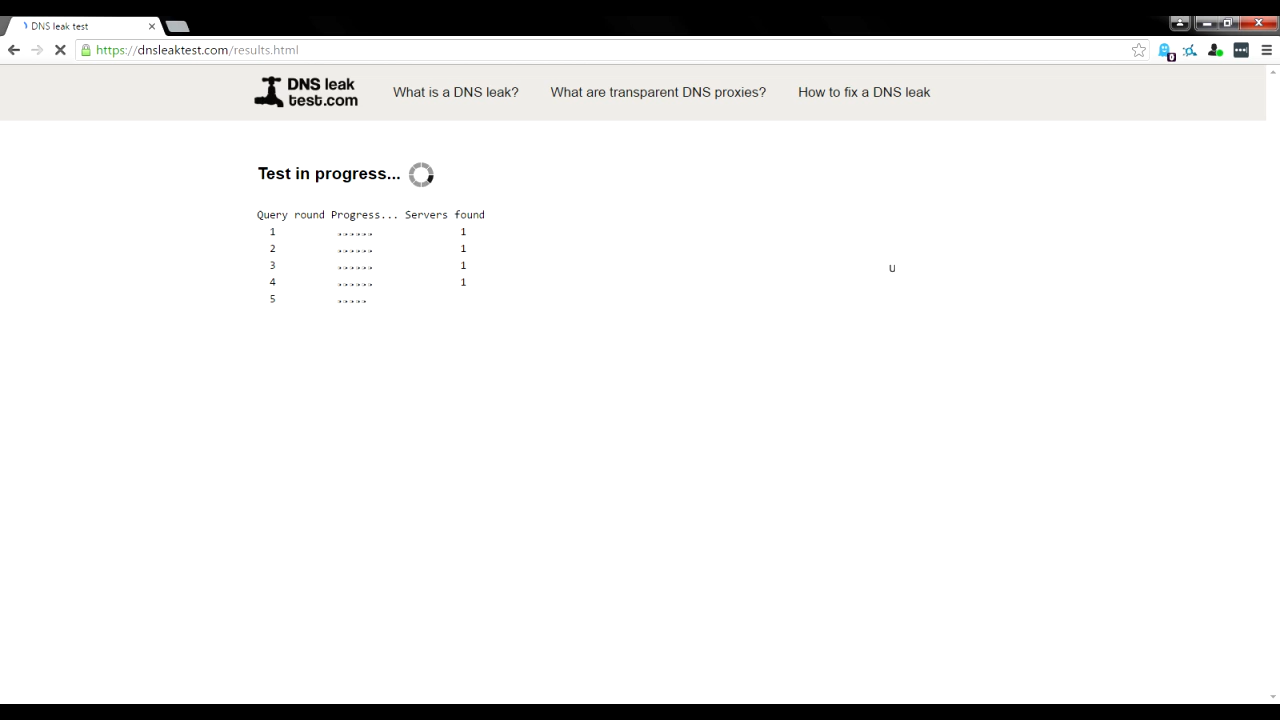 DNS leak test
https://dnsleaktest.com/results.html
0
DNS leak
test.com
What is a DNS leak?
What are transparent DNS proxies?
How to fix a DNS leak
Test in progress...
Query round Progress... Servers found
1 ...... 1
2 ...... 1
3 ...... 1
4 ...... 1
5 .....
U